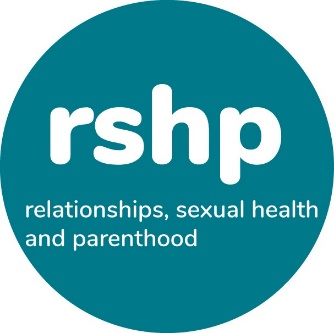 rshp
relationships, sexual health
and parenthood